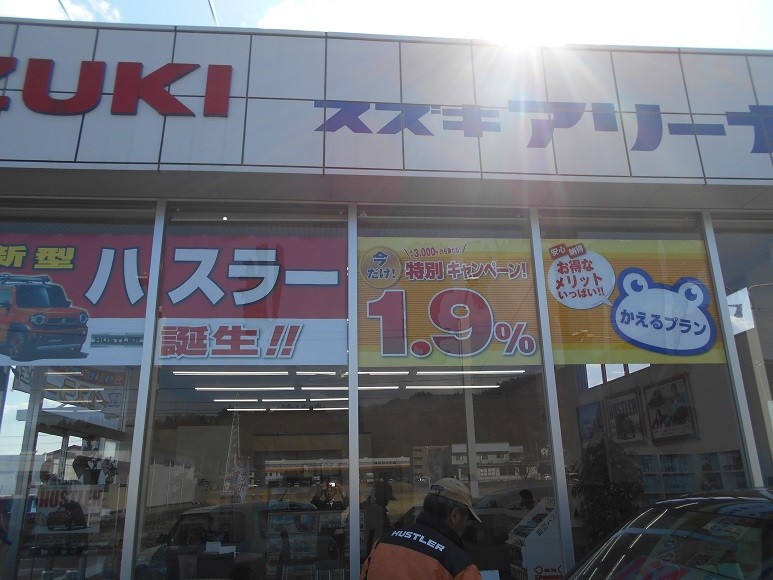 ZUKI
スズキアリーナ
新型
ハスラー
誕生!!
HUSTLER
今だけ!
特別キャンペーン!
1.9%
安心 納得
お得な
メリット
いっぱい!!
かえるプラン
HUSTLER
HUSTLER